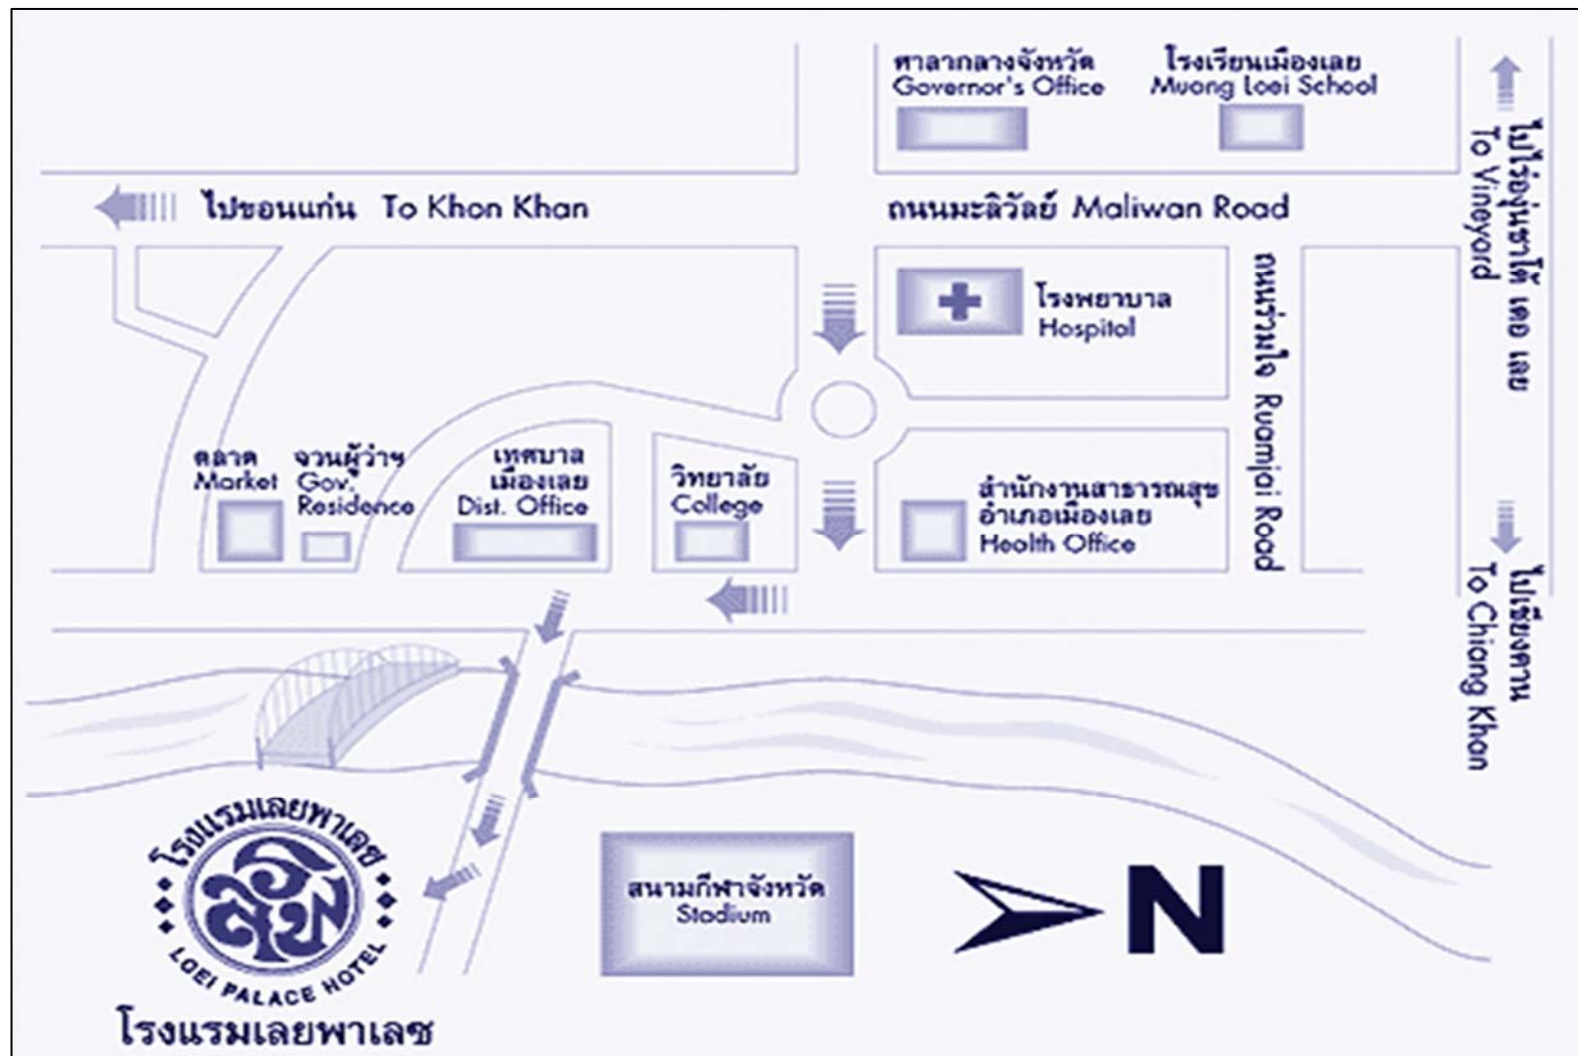 ศาลากลางจังหวัด
Governor's Office
โรงเรียนเมืองเลย
Muong Loei School
ไปไร่องุ่นชาโต้ เดอ เลย
To Vineyard
ไปขอนแก่น To Khon Khan
ถนนมะลิวัลย์ Maliwan Road
โรงพยาบาล
Hospital
ถนนร่วมใจ Ruamjai Road
ตลาด
Market
จวนผู้ว่าฯ
Gov.
Residence
เทศบาล
เมืองเลย
Dist. Office
วิทยาลัย
College
สำนักงานสาธารณสุข
อำเภอเมืองเลย
Health Office
ไปเชียงคาน
To Chiang Khan
โรงแรมเลยพาเลซ
LOEI PALACE HOTEL
โรงแรมเลยพาเลซ
สนามกีฬาจังหวัด
Stadium
N